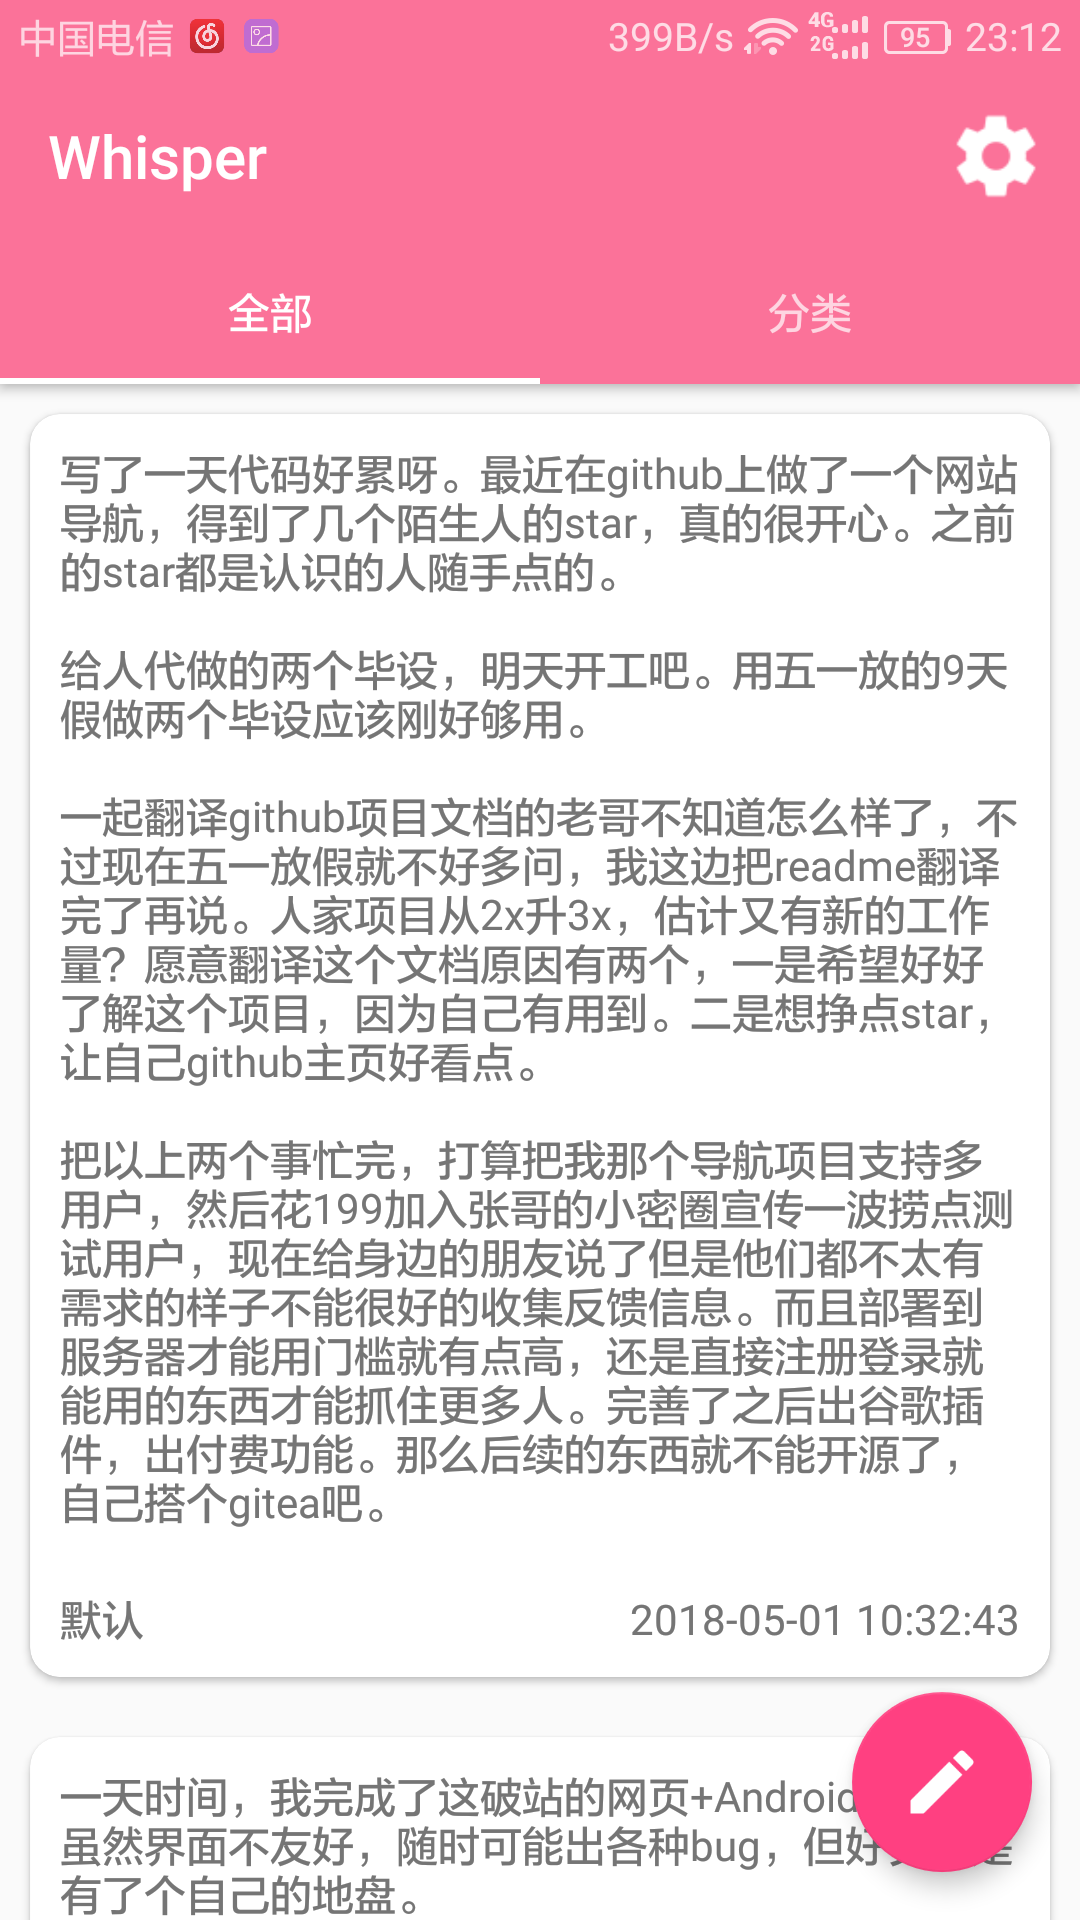 中国电信 399B/s 4G 2G 95 23:12
Whisper
全部 分类
写了一天代码好累呀。最近在github上做了一个网站
导航，得到了几个陌生人的star，真的很开心。之前
的star都是认识的人随手点的。
给人代做的两个毕设，明天开工吧。用五一放的9天
假做两个毕设应该刚好够用。
一起翻译github项目文档的老哥不知道怎么样了，不
过现在五一放假就不好多问，我这边把readme翻译
完了再说。人家项目从2x升3x，估计又有新的工作
量？愿意翻译这个文档原因有两个，一是希望好好
了解这个项目，因为自己有用到。二是想挣点star，
让自己github主页好看点。
把以上两个事忙完，打算把我那个导航项目支持多
用户，然后花199加入张哥的小密圈宣传一波捞点测
试用户，现在给身边的朋友说了但是他们都不太有
需求的样子不能很好的收集反馈信息。而且部署到
服务器才能用门槛就有点高，还是直接注册登录就
能用的东西才能抓住更多人。完善了之后出谷歌插
件，出付费功能。那么后续的东西就不能开源了，
自己搭个gitea吧。
默认 2018-05-01 10:32:43
一天时间，我完成了这破站的网页+Android
虽然界面不友好，随时可能出各种bug，但好
有了个自己的地盘。